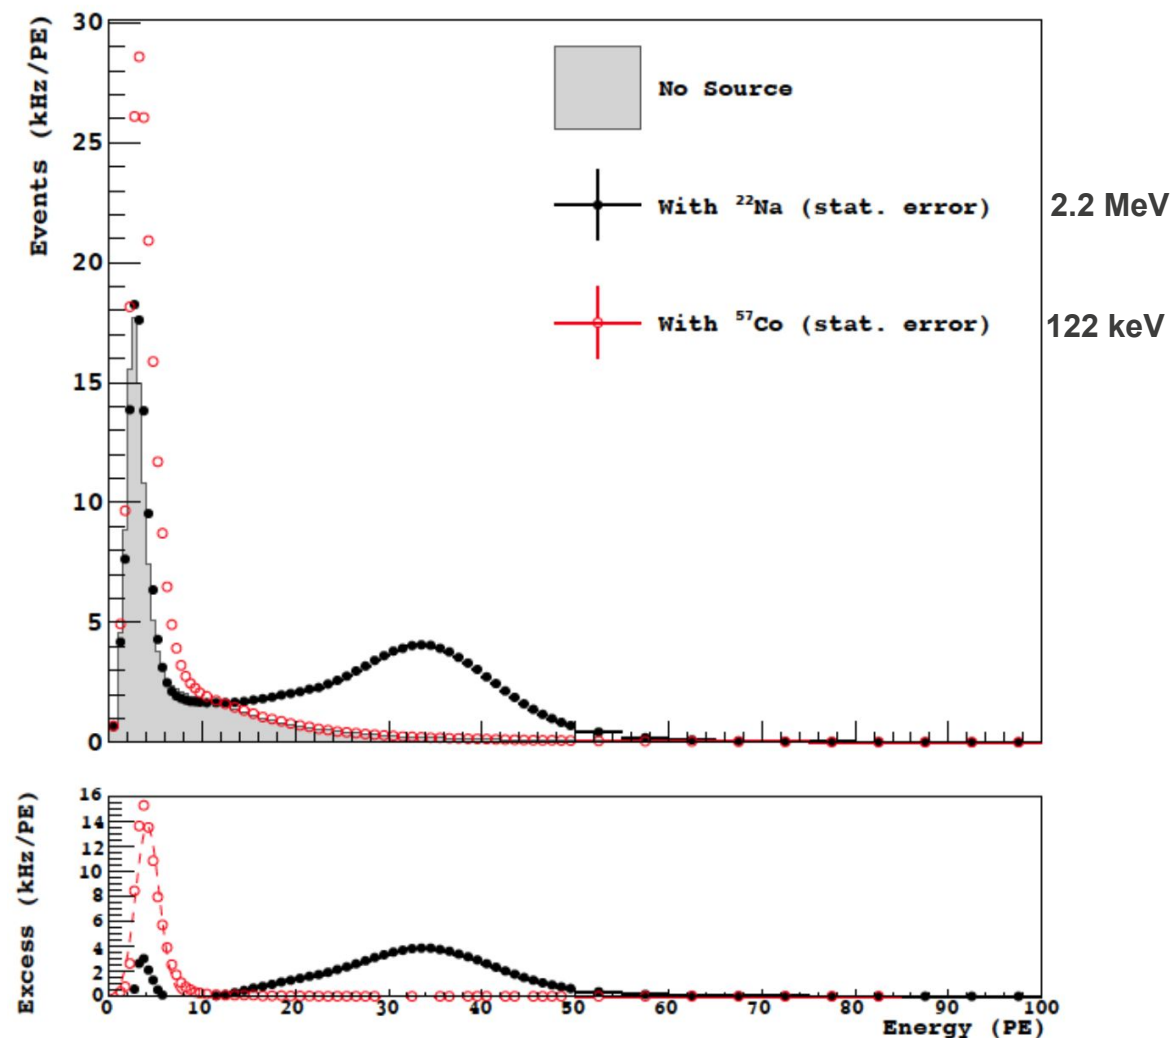 Events (kHz/PE)
30
25
20
15
10
5
0
No Source
With ²²Na (stat. error)
2.2 MeV
With ⁵⁷Co (stat. error)
122 keV
Excess (kHz/PE)
16
14
12
10
8
6
4
2
0
0 10 20 30 40 50 60 70 80 90 100
Energy (PE)